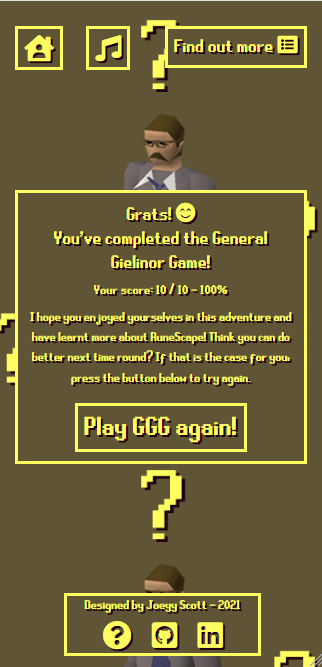 Find out more
Grats!
You've completed the General
Gielinor Game!
Your score: 10 / 10 - 100%
I hope you enjoyed yourselves in this adventure and
have learnt more about RuneScape! Think you can do
better next time round? If that is the case for you,
press the button below to try again.
Play GGG again!
Designed by Joeyy Scott - 2021
in